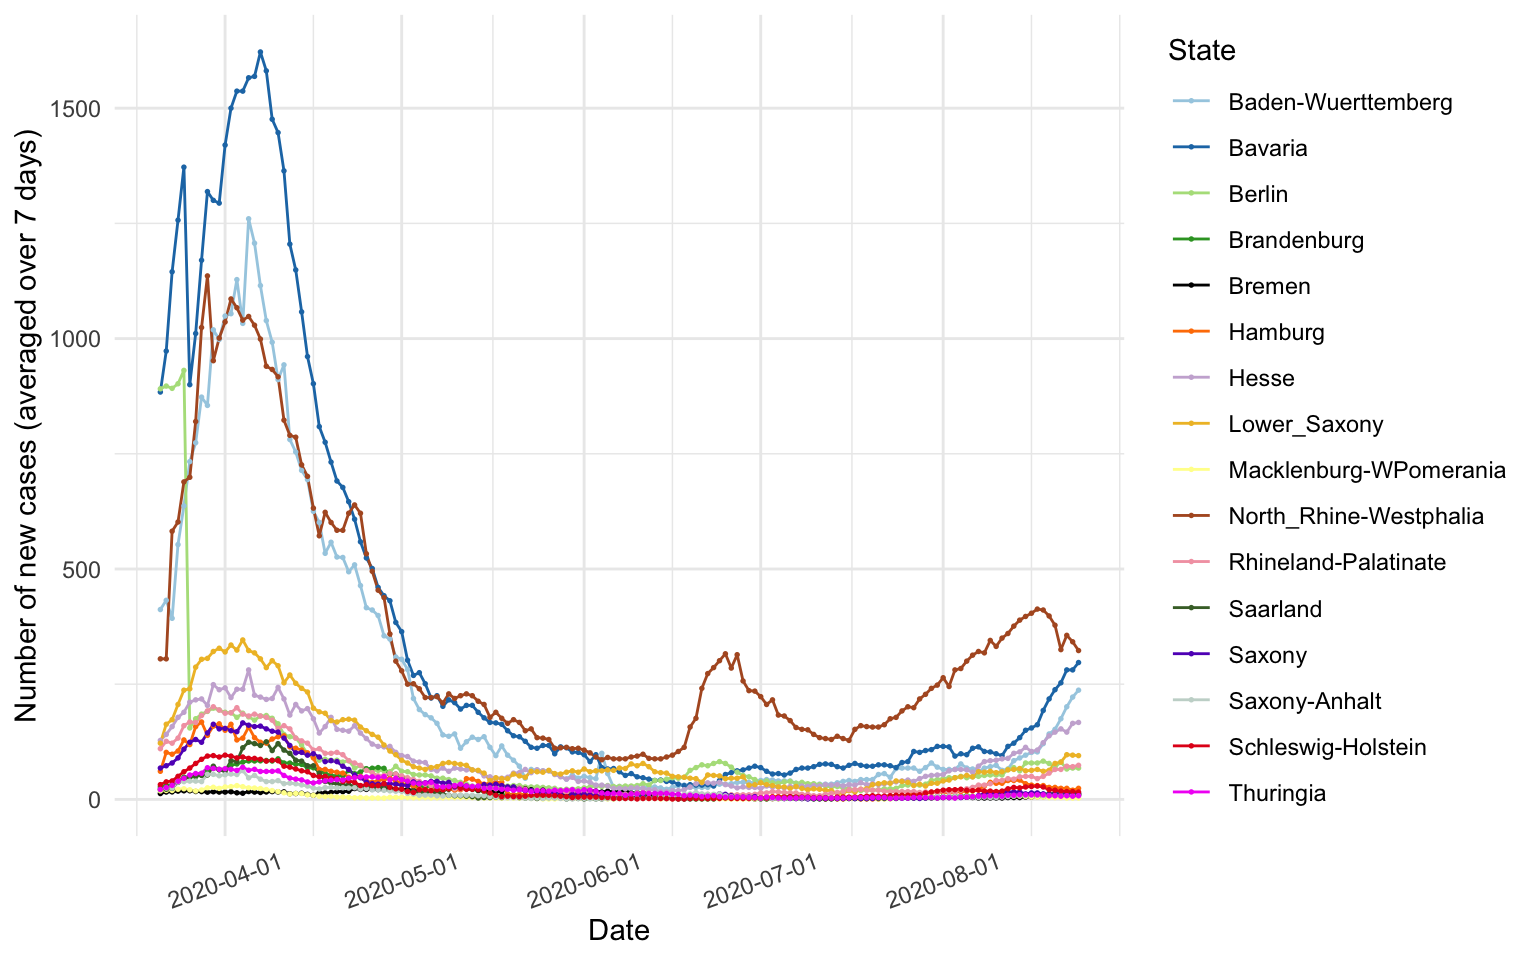 State
Baden-Wuerttemberg
Bavaria
Berlin
Brandenburg
Bremen
Hamburg
Hesse
Lower_Saxony
Macklenburg-WPomerania
North_Rhine-Westphalia
Rhineland-Palatinate
Saarland
Saxony
Saxony-Anhalt
Schleswig-Holstein
Thuringia
Number of new cases (averaged over 7 days)
1500
1000
500
0
2020-04-01
2020-05-01
2020-06-01
2020-07-01
2020-08-01
Date